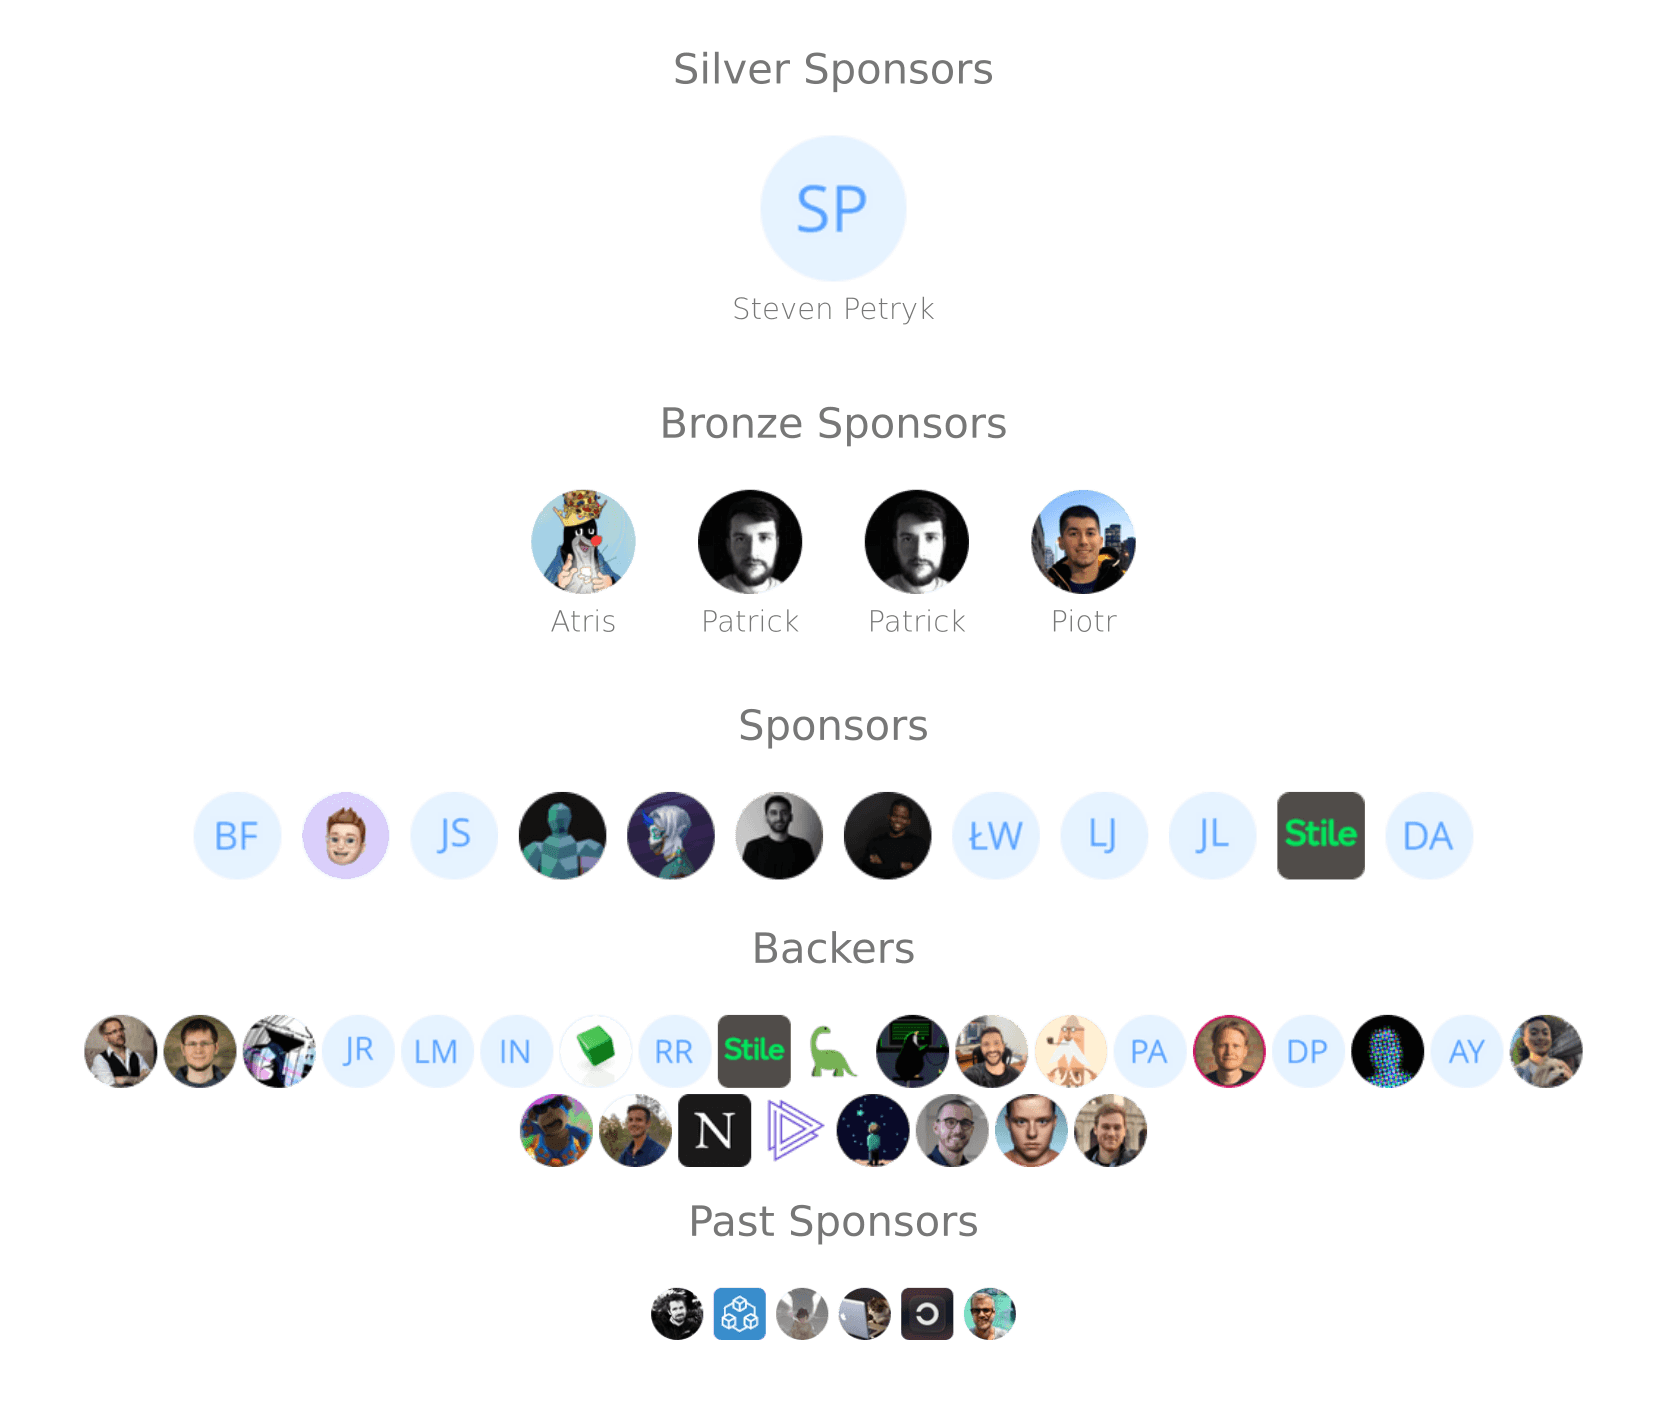 Silver Sponsors
SP
Steven Petryk
Bronze Sponsors
Atris Patrick Patrick Piotr
Sponsors
BF JS ŁW LJ JL Stile DA
Backers
JR LM IN RR Stile PA DP AY
N
Past Sponsors